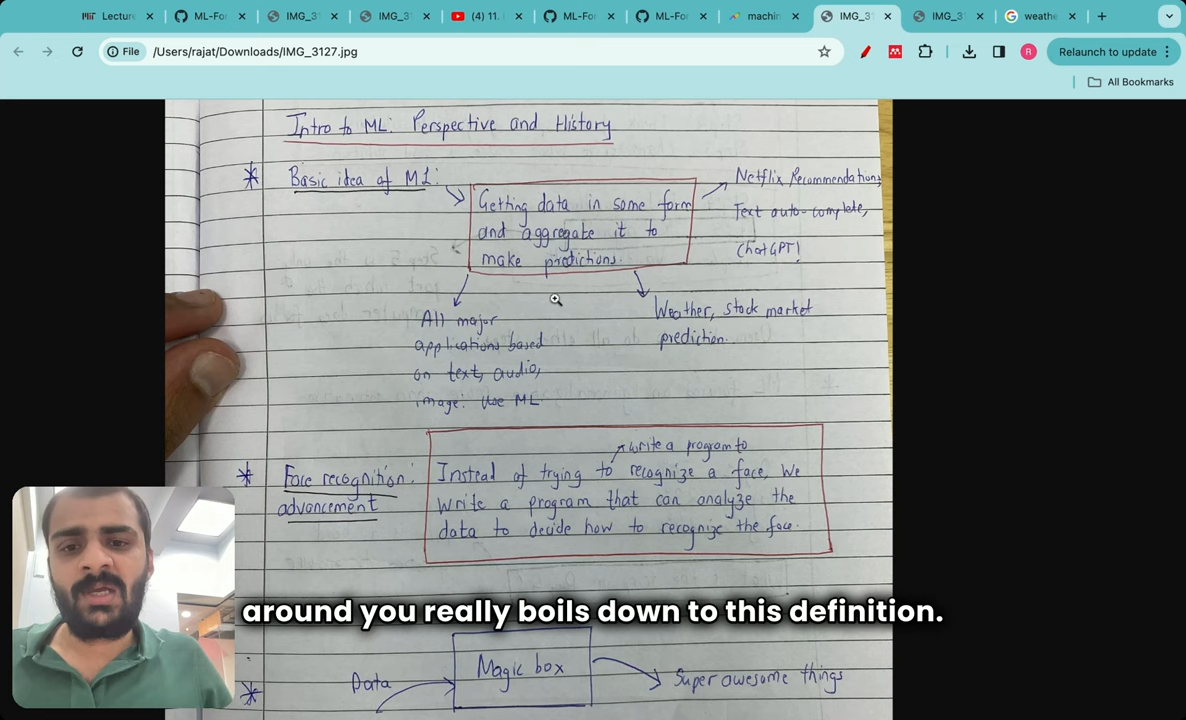 Lecture
ML-For
IMG_3
IMG_3
(4) 11.
ML-For
ML-For
machin
IMG_3
IMG_3
weathe
File
/Users/rajat/Downloads/IMG_3127.jpg
R
Relaunch to update
All Bookmarks
Intro to ML: Perspective and History
* Basic idea of ML:
Getting data in some form
and aggregate it to
make predictions.
Netflix Recommendations,
Text auto-complete,
ChatGPT!
All major
applications based
on text, audio,
image: Use ML
Weather, stock market
prediction.
write a program to
* Face recognition:
advancement
Instead of trying to recognize a face, we
write a program that can analyze the
data to decide how to recognize the face.
around you really boils down to this definition.
*
Data
Magic box
Super awesome things